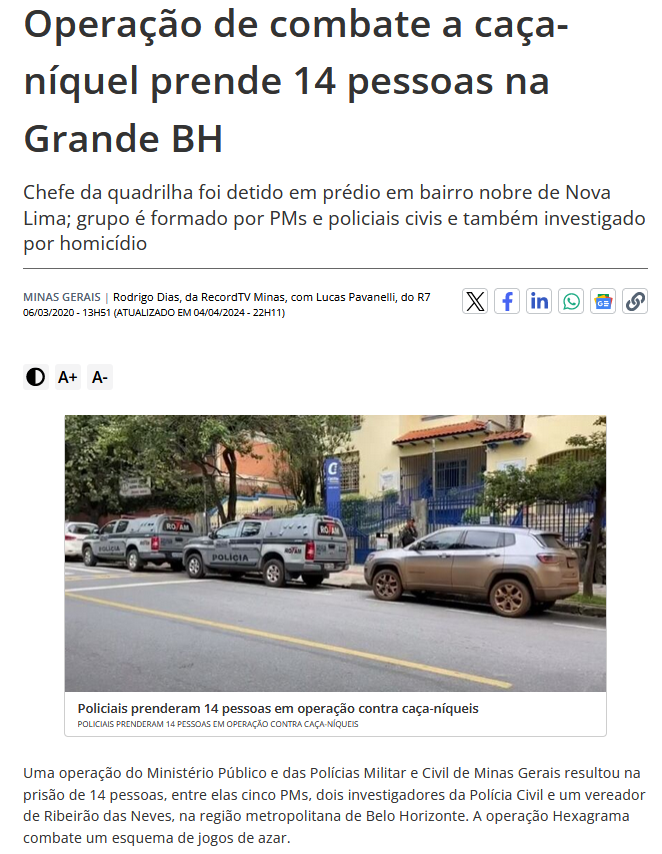 Operação de combate a caça-
níquel prende 14 pessoas na
Grande BH
Chefe da quadrilha foi detido em prédio em bairro nobre de Nova
Lima; grupo é formado por PMs e policiais civis e também investigado
por homicídio
MINAS GERAIS | Rodrigo Dias, da RecordTV Minas, com Lucas Pavanelli, do R7
06/03/2020 - 13H51 (ATUALIZADO EM 04/04/2024 - 22H11)
A+ A-
POLÍCIA ROTAM POLÍCIA ROTAM
Policiais prenderam 14 pessoas em operação contra caça-níqueis
POLICIAIS PRENDERAM 14 PESSOAS EM OPERAÇÃO CONTRA CAÇA-NÍQUEIS
Uma operação do Ministério Público e das Polícias Militar e Civil de Minas Gerais resultou na
prisão de 14 pessoas, entre elas cinco PMs, dois investigadores da Polícia Civil e um vereador
de Ribeirão das Neves, na região metropolitana de Belo Horizonte. A operação Hexagrama
combate um esquema de jogos de azar.